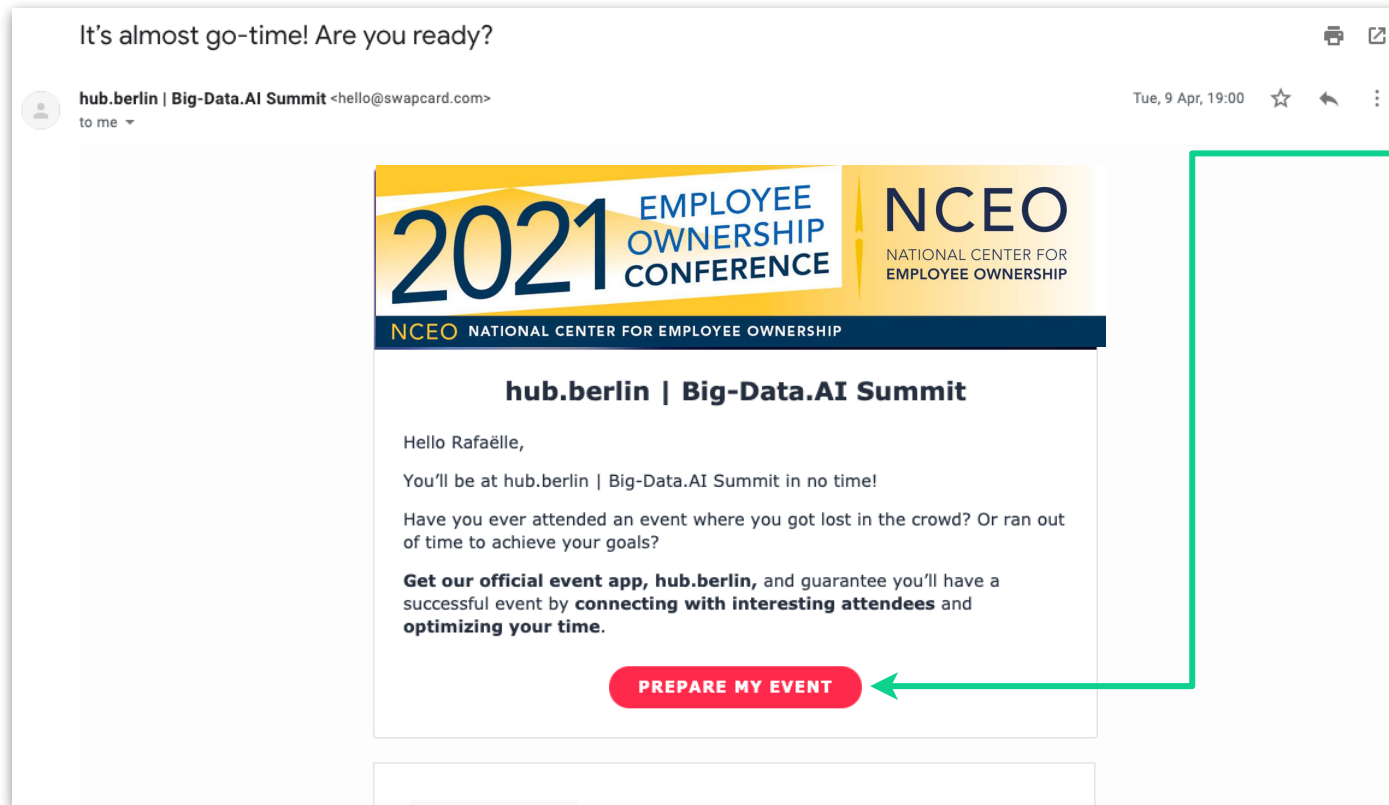 It’s almost go-time! Are you ready?
hub.berlin | Big-Data.AI Summit <hello@swapcard.com>
Tue, 9 Apr, 19:00
to me
2021 EMPLOYEE
OWNERSHIP
CONFERENCE
NCEO
NATIONAL CENTER FOR
EMPLOYEE OWNERSHIP
NCEO NATIONAL CENTER FOR EMPLOYEE OWNERSHIP
hub.berlin | Big-Data.AI Summit
Hello Rafaëlle,
You’ll be at hub.berlin | Big-Data.AI Summit in no time!
Have you ever attended an event where you got lost in the crowd? Or ran out
of time to achieve your goals?
Get our official event app, hub.berlin, and guarantee you’ll have a
successful event by connecting with interesting attendees and
optimizing your time.
PREPARE MY EVENT